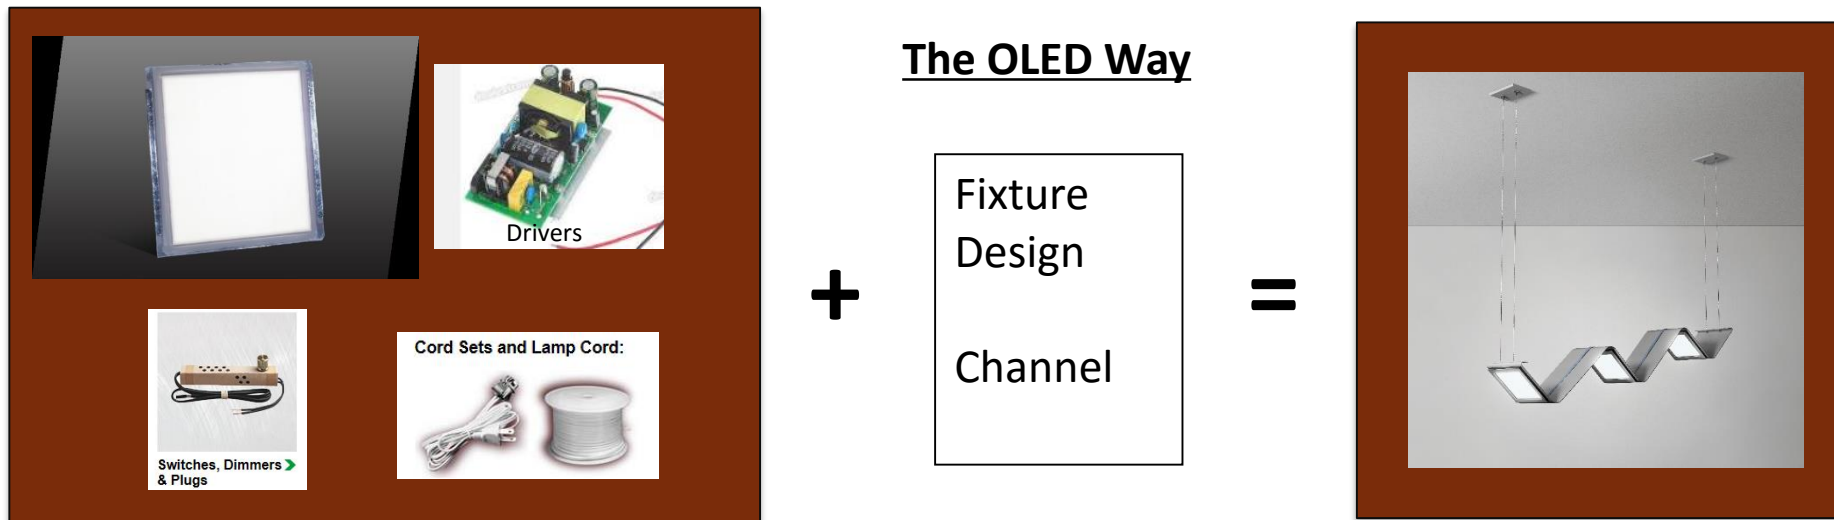 The OLED Way
Drivers
Switches, Dimmers
& Plugs
Cord Sets and Lamp Cord:
+
Fixture
Design
Channel
=